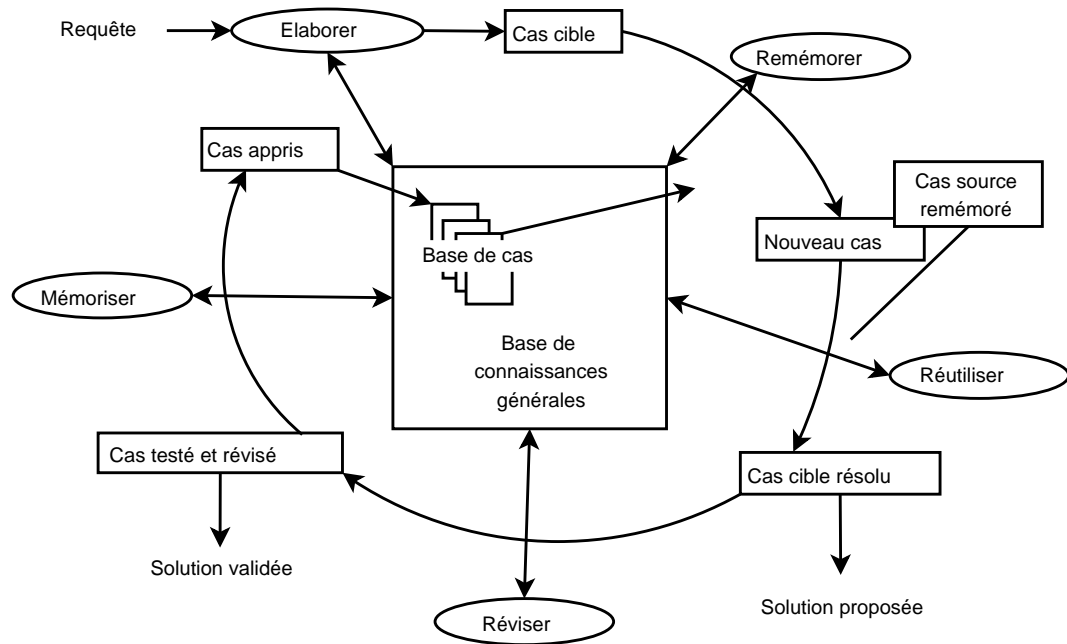 Requête
Elaborer
Cas cible
Remémorer
Cas appris
Cas source
remémoré
Nouveau cas
Base de cas
Mémoriser
Base de
connaissances
générales
Réutiliser
Cas testé et révisé
Cas cible résolu
Solution validée
Solution proposée
Réviser